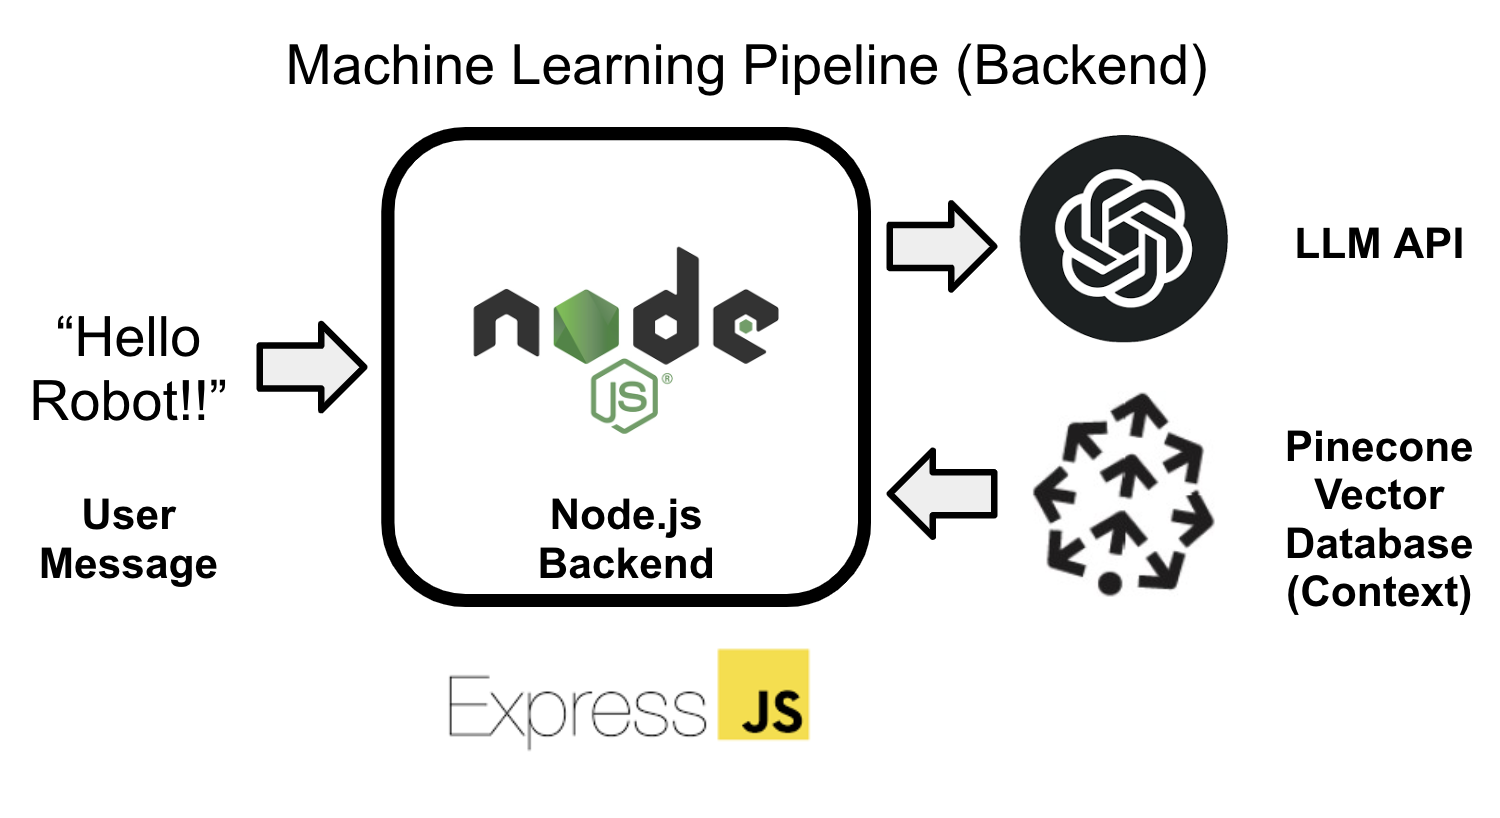 Machine Learning Pipeline (Backend)
“Hello
Robot!!”
User
Message
node
JS®
Node.js
Backend
Express JS
LLM API
Pinecone
Vector
Database
(Context)